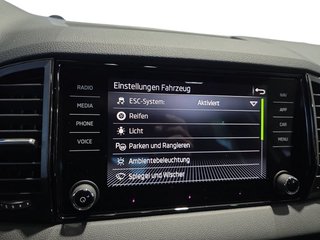 Einstellungen Fahrzeug
RADIO
MEDIA
PHONE
VOICE
ESC-System: Aktiviert
Reifen
Licht
Parken und Rangieren
Ambientebeleuchtung
Spiegel und Wischer
NAV
APP
CAR
MENU